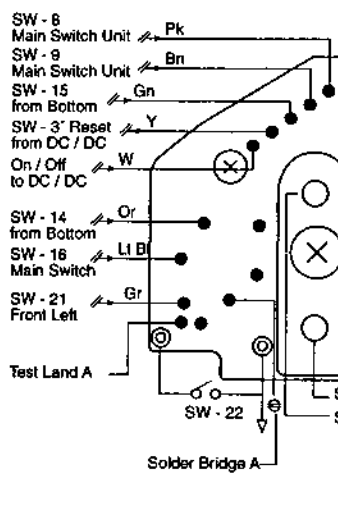 SW - 8
Main Switch Unit
Pk
SW - 9
Main Switch Unit
Bn
SW - 15
from Bottom
Gn
SW - 3* Reset
from DC / DC
Y
On / Off
to DC / DC
W
SW - 14
from Bottom
Or
SW - 16
Main Switch
Lt Bl
SW - 21
Front Left
Gr
Test Land A
SW - 22
Solder Bridge A